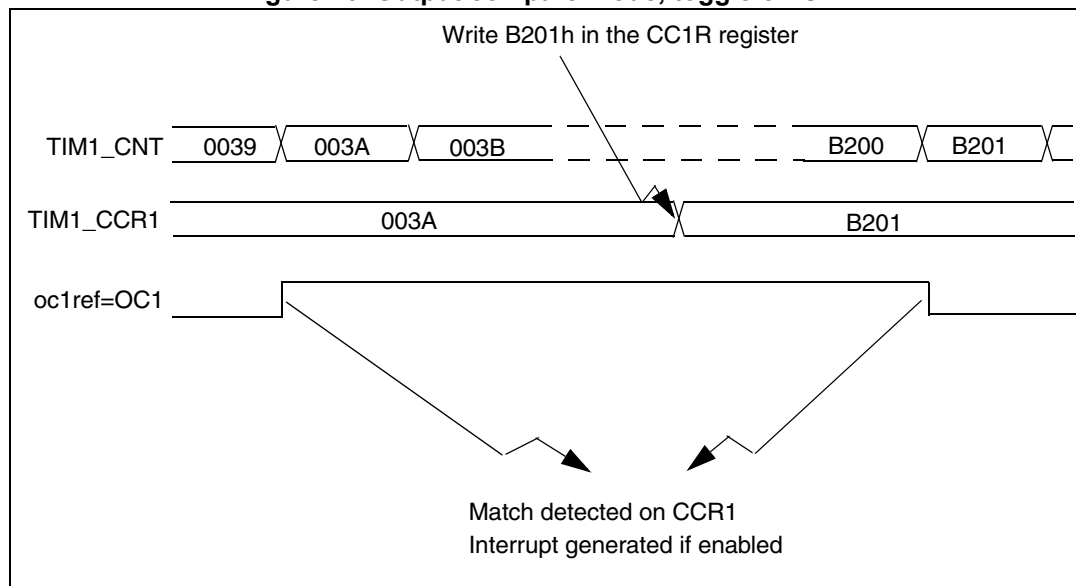 Write B201h in the CC1R register
TIM1_CNT 0039 003A 003B B200 B201
TIM1_CCR1 003A B201
oc1ref=OC1
Match detected on CCR1
Interrupt generated if enabled